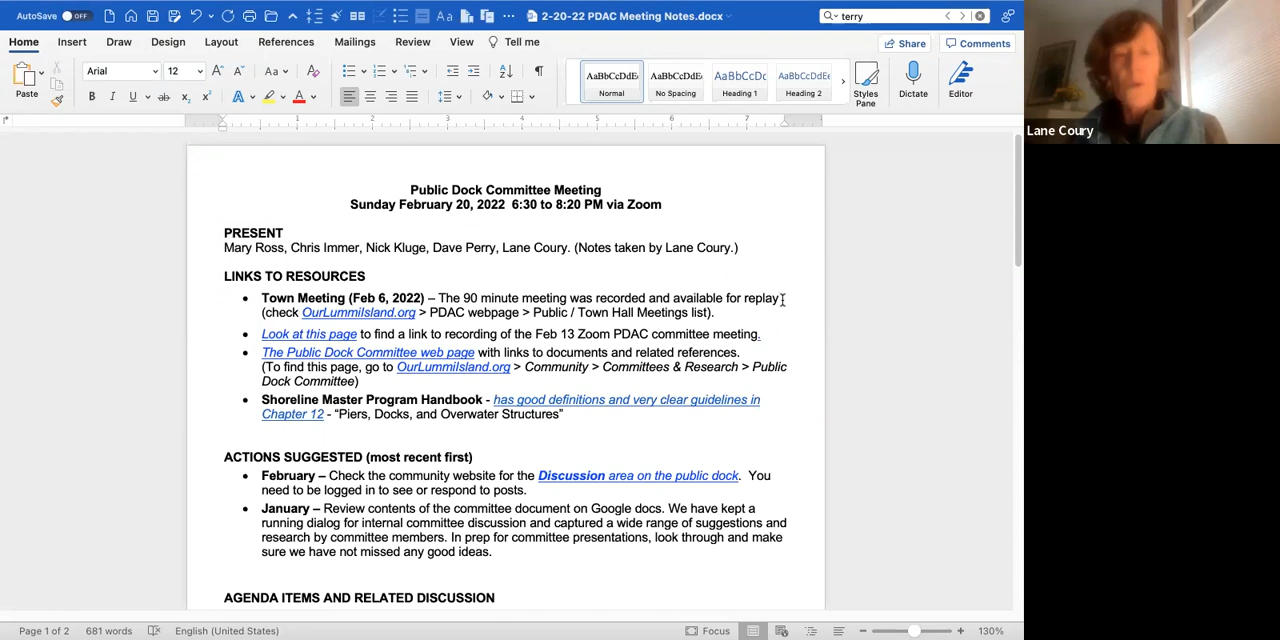 AutoSave OFF 2-20-22 PDAC Meeting Notes.docx terry
Home Insert Draw Design Layout References Mailings Review View Tell me Share Comments
Paste Arial 12 AaBbCcDdEe AaBbCcDdEe AaBbCcDc AaBbCcDdEe
Normal No Spacing Heading 1 Heading 2 Styles Pane Dictate Editor
1 2 3 4 5 6 7
Lane Coury
Public Dock Committee Meeting
Sunday February 20, 2022 6:30 to 8:20 PM via Zoom
PRESENT
Mary Ross, Chris Immer, Nick Kluge, Dave Perry, Lane Coury. (Notes taken by Lane Coury.)
LINKS TO RESOURCES
• Town Meeting (Feb 6, 2022) – The 90 minute meeting was recorded and available for replay
(check OurLummiIsland.org > PDAC webpage > Public / Town Hall Meetings list).
• Look at this page to find a link to recording of the Feb 13 Zoom PDAC committee meeting.
• The Public Dock Committee web page with links to documents and related references.
(To find this page, go to OurLummiIsland.org > Community > Committees & Research > Public
Dock Committee)
• Shoreline Master Program Handbook - has good definitions and very clear guidelines in
Chapter 12 - “Piers, Docks, and Overwater Structures”
ACTIONS SUGGESTED (most recent first)
• February – Check the community website for the Discussion area on the public dock. You
need to be logged in to see or respond to posts.
• January – Review contents of the committee document on Google docs. We have kept a
running dialog for internal committee discussion and captured a wide range of suggestions and
research by committee members. In prep for committee presentations, look through and make
sure we have not missed any good ideas.
AGENDA ITEMS AND RELATED DISCUSSION
Page 1 of 2 681 words English (United States) Focus 130%